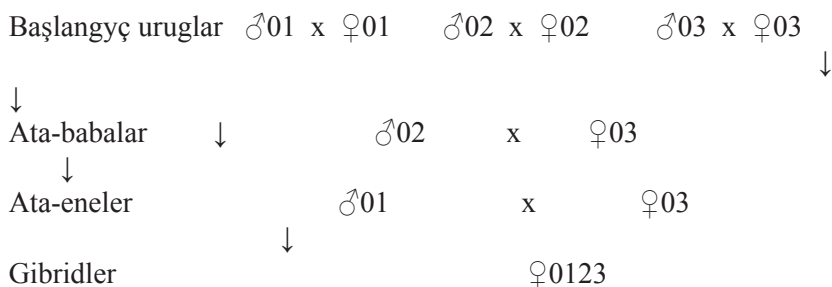 Başlangyç uruglar ♂01 x ♀01 ♂02 x ♀02 ♂03 x ♀03
↓
↓
Ata-babalar ↓ ♂02 x ♀03
↓
Ata-eneler ♂01 x ♀03
↓
Gibridler ♀0123